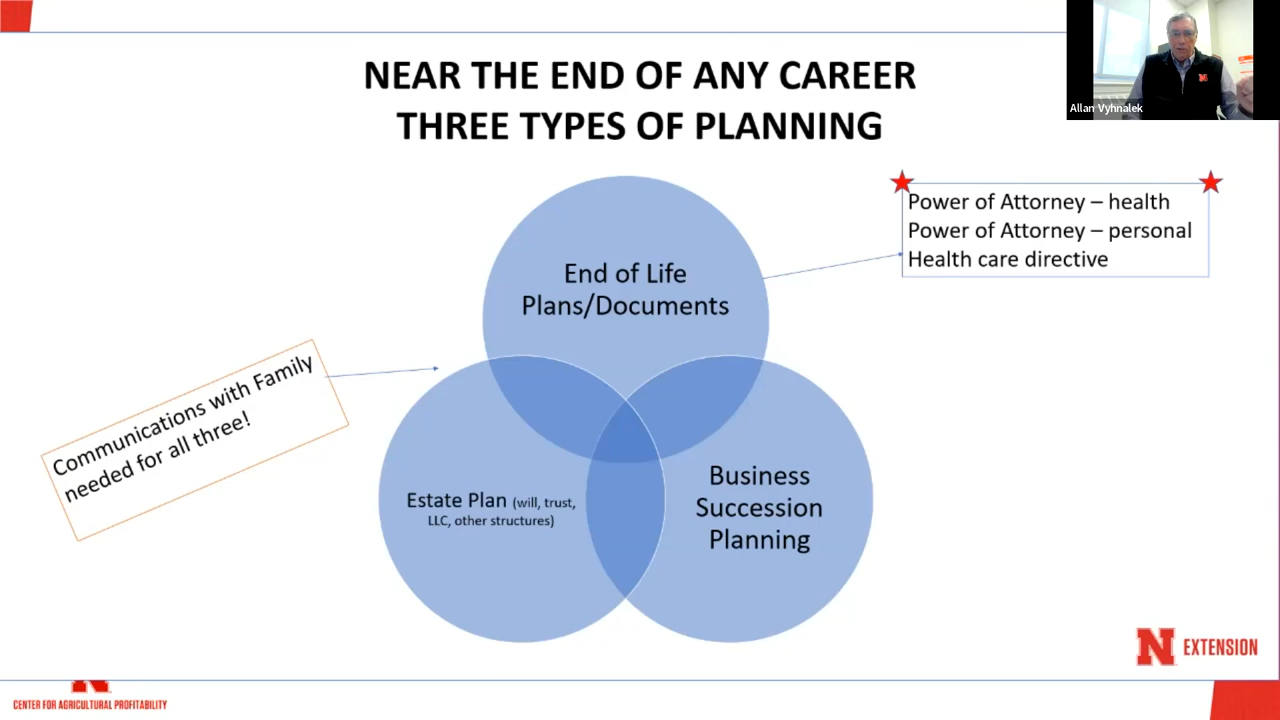 NEAR THE END OF ANY CAREER
THREE TYPES OF PLANNING
Allan Vyhnalek
N
Power of Attorney – health
Power of Attorney – personal
Health care directive
End of Life
Plans/Documents
Communications with Family
needed for all three!
Estate Plan (will, trust,
LLC, other structures)
Business
Succession
Planning
N EXTENSION
N
CENTER FOR AGRICULTURAL PROFITABILITY